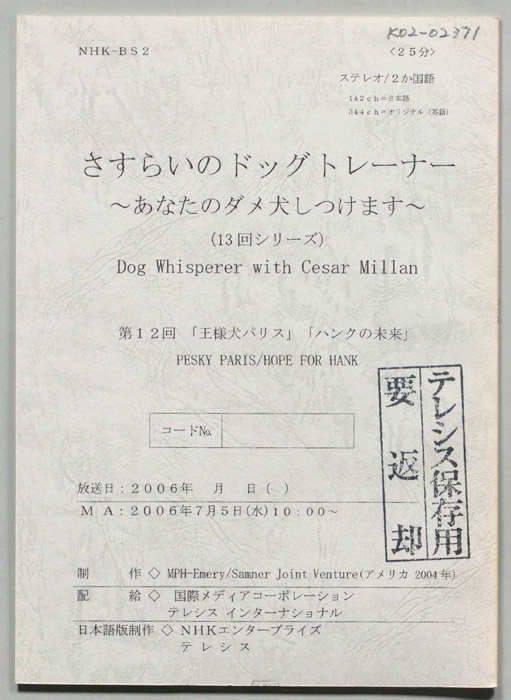 K02-02371
NHK-BS2 〈25分〉
ステレオ/2か国語
1&2ch＝日本語
3&4ch＝オリジナル（英語）
さすらいのドッグトレーナー
～あなたのダメ犬しつけます～
(13回シリーズ)
Dog Whisperer with Cesar Millan
第12回 「王様犬パリス」「ハンクの未来」
PESKY PARIS/HOPE FOR HANK
コードNo.
テレシス保存用
要返却
放送日：2006年 月 日（ ）
ＭＡ：2006年7月5日(水)10：00～
制 作 ◇ MPH-Emery/Samner Joint Venture(アメリカ 2004年)
配 給 ◇ 国際メディアコーポレーション
テレシス インターナショナル
日本語版制作 ◇ NHKエンタープライズ
テレシス